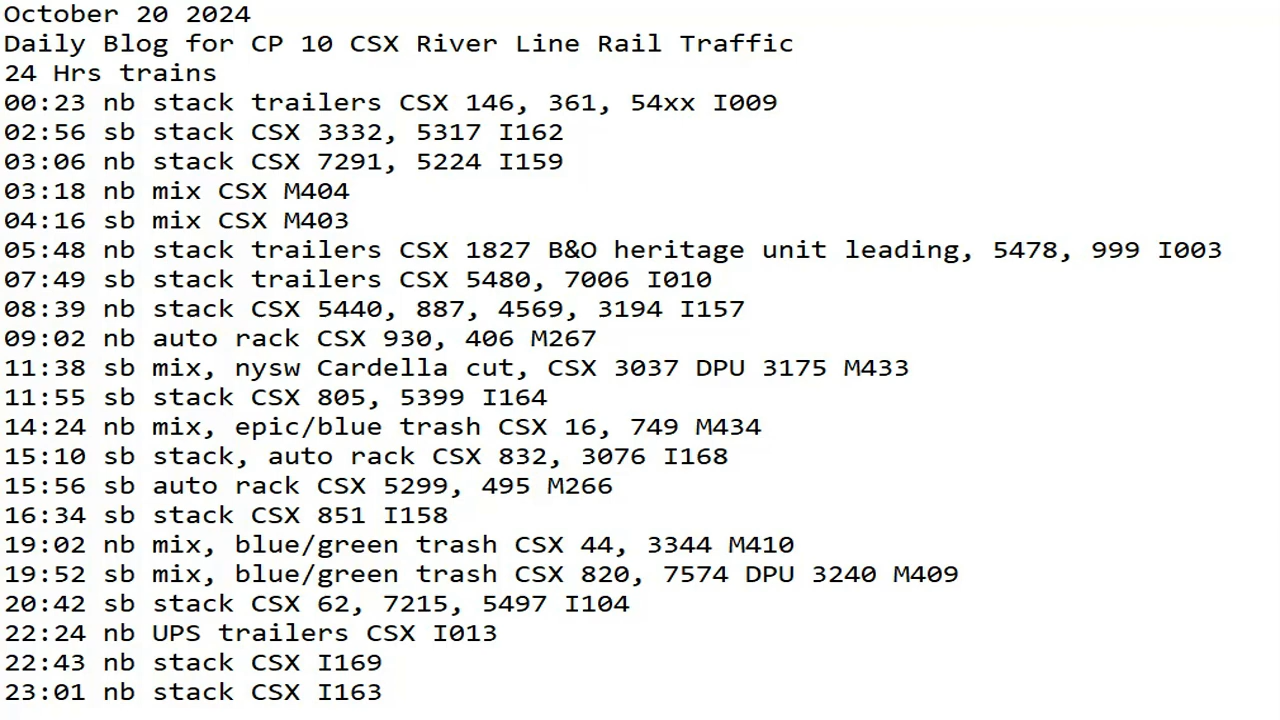 October 20 2024
Daily Blog for CP 10 CSX River Line Rail Traffic
24 Hrs trains
00:23 nb stack trailers CSX 146, 361, 54xx I009
02:56 sb stack CSX 3332, 5317 I162
03:06 nb stack CSX 7291, 5224 I159
03:18 nb mix CSX M404
04:16 sb mix CSX M403
05:48 nb stack trailers CSX 1827 B&O heritage unit leading, 5478, 999 I003
07:49 sb stack trailers CSX 5480, 7006 I010
08:39 nb stack CSX 5440, 887, 4569, 3194 I157
09:02 nb auto rack CSX 930, 406 M267
11:38 sb mix, nysw Cardella cut, CSX 3037 DPU 3175 M433
11:55 sb stack CSX 805, 5399 I164
14:24 nb mix, epic/blue trash CSX 16, 749 M434
15:10 sb stack, auto rack CSX 832, 3076 I168
15:56 sb auto rack CSX 5299, 495 M266
16:34 sb stack CSX 851 I158
19:02 nb mix, blue/green trash CSX 44, 3344 M410
19:52 sb mix, blue/green trash CSX 820, 7574 DPU 3240 M409
20:42 sb stack CSX 62, 7215, 5497 I104
22:24 nb UPS trailers CSX I013
22:43 nb stack CSX I169
23:01 nb stack CSX I163